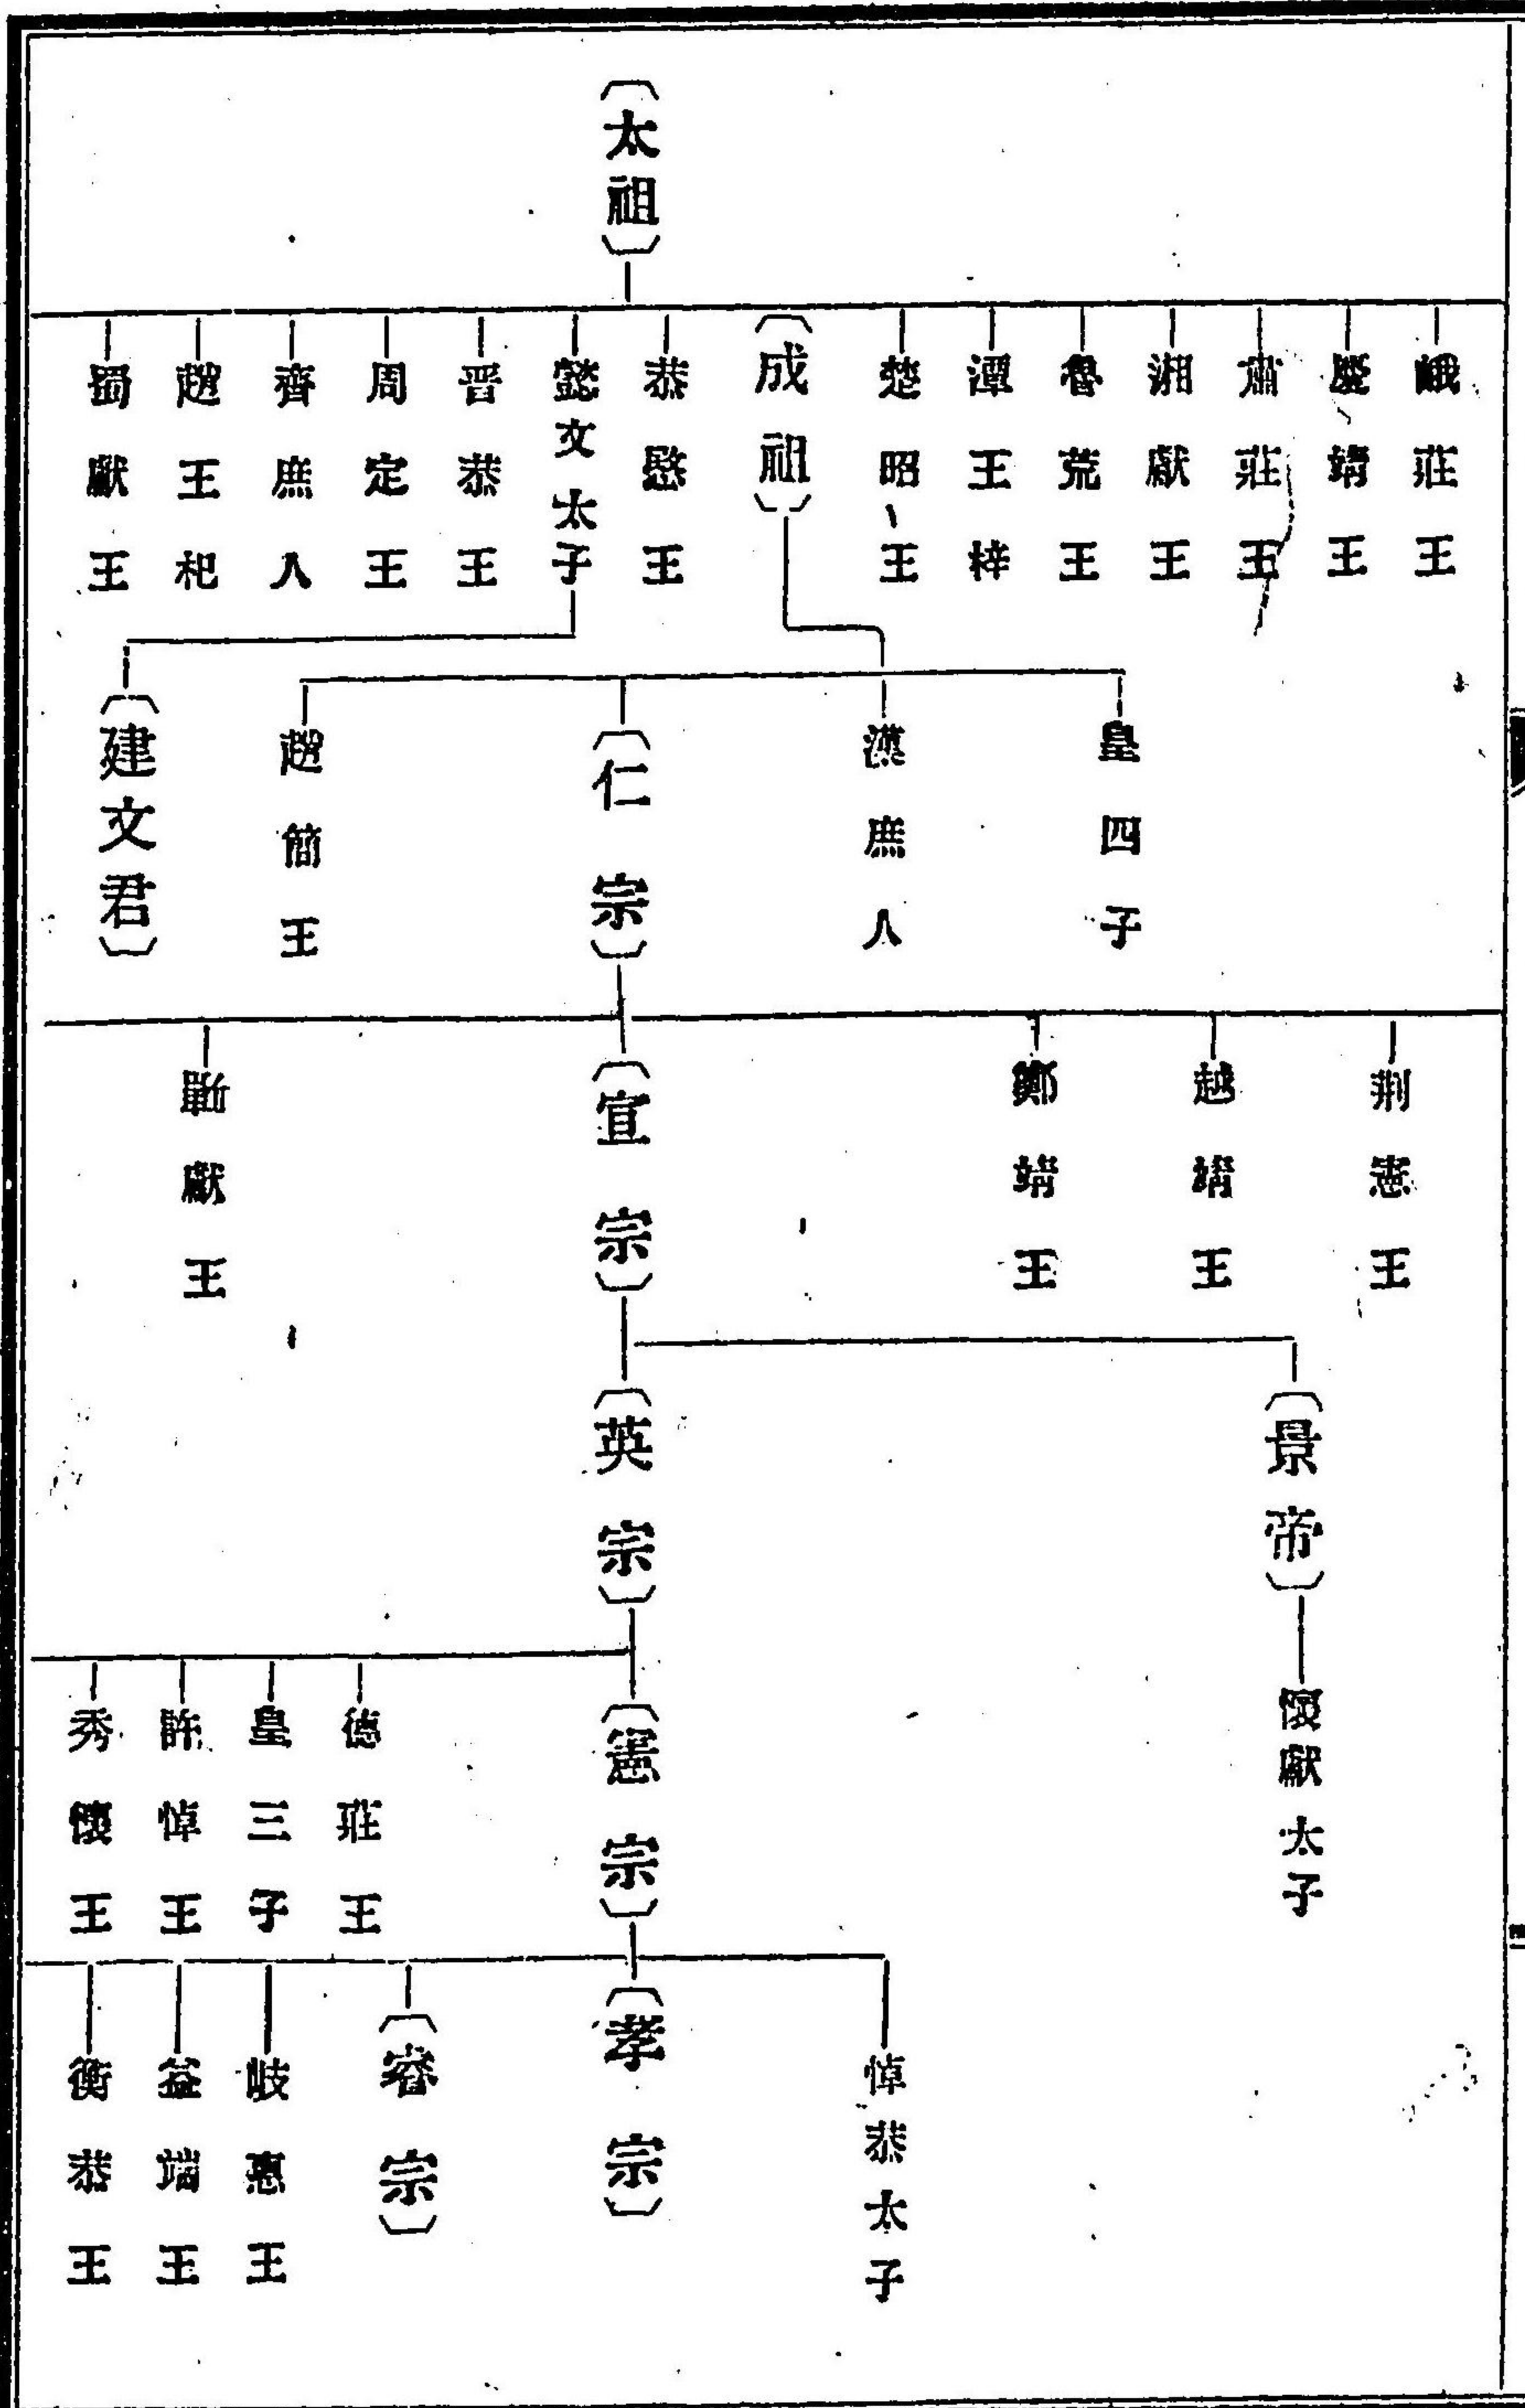 〔太祖〕
峨莊王
慶靖王
肅莊王
湘獻王
魯荒王
潭王梓
楚昭王
〔成祖〕
恭愍王
懿文太子
晋恭王
周定王
齊庶人
趙王杞
蜀獻王
皇四子
漢庶人
〔仁宗〕
趙簡王
〔建文君〕
荆憲王
越靖王
鄭靖王
〔宣宗〕
蘄獻王
〔景帝〕
〔英宗〕
懷獻太子
〔憲宗〕
德莊王
皇三子
許悼王
秀懷王
悼恭太子
〔孝宗〕
〔睿宗〕
岐惠王
益端王
衡恭王